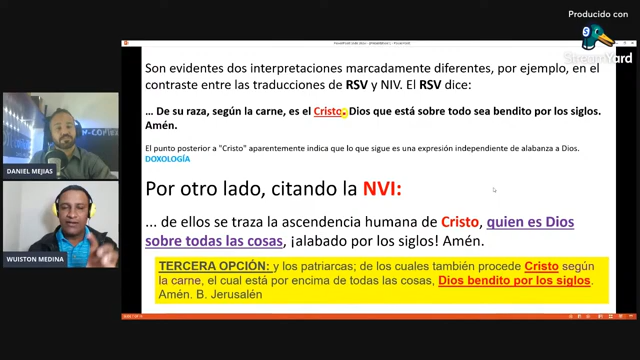 Producido con
StreamYard
Son evidentes dos interpretaciones marcadamente diferentes, por ejemplo, en el
contraste entre las traducciones de RSV y NIV. El RSV dice:
... De su raza, según la carne, es el Cristo. Dios que está sobre todo sea bendito por los siglos.
Amén.
El punto posterior a "Cristo" aparentemente indica que lo que sigue es una expresión independiente de alabanza a Dios.
DOXOLOGÍA
DANIEL MEJIAS
Por otro lado, citando la NVI:
... de ellos se traza la ascendencia humana de Cristo, quien es Dios
sobre todas las cosas, ¡alabado por los siglos! Amén.
WUISTON MEDINA
TERCERA OPCIÓN: y los patriarcas; de los cuales también procede Cristo según
la carne, el cual está por encima de todas las cosas, Dios bendito por los siglos.
Amén. B. Jerusalén